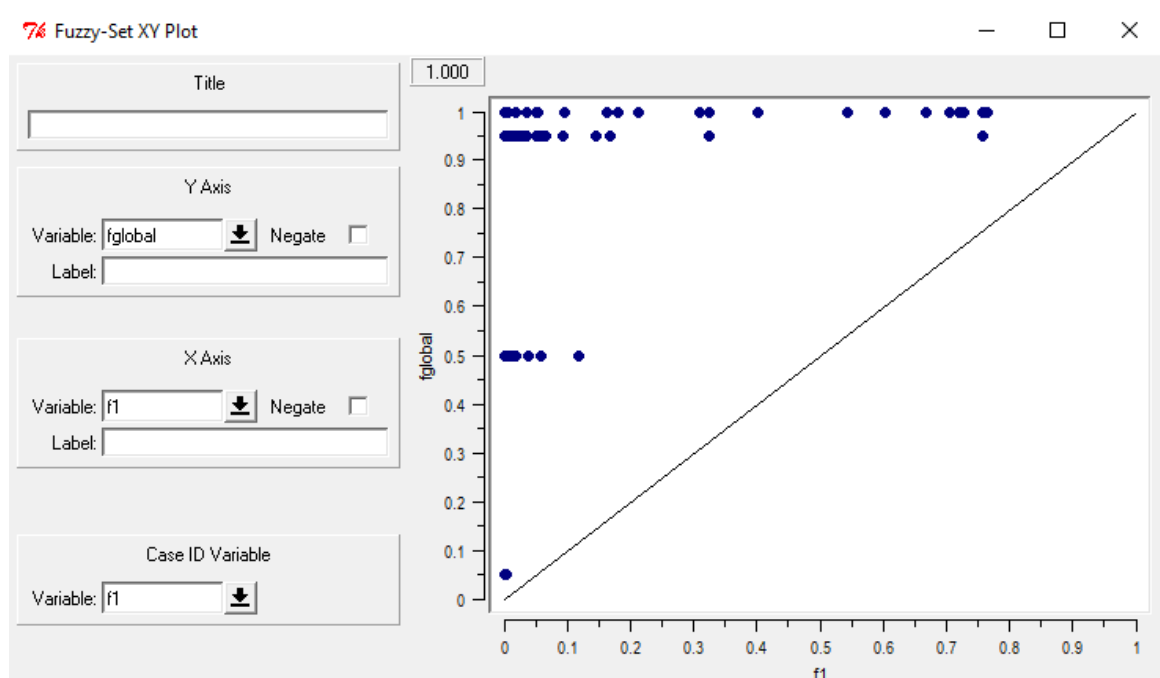 Fuzzy-Set XY Plot
Title
Y Axis
Variable: fglobal Negate
Label:
X Axis
Variable: f1 Negate
Label:
Case ID Variable
Variable: f1
1.000
1
0.9
0.8
0.7
0.6
0.5
0.4
0.3
0.2
0.1
0
fglobal
0 0.1 0.2 0.3 0.4 0.5 0.6 0.7 0.8 0.9 1
f1